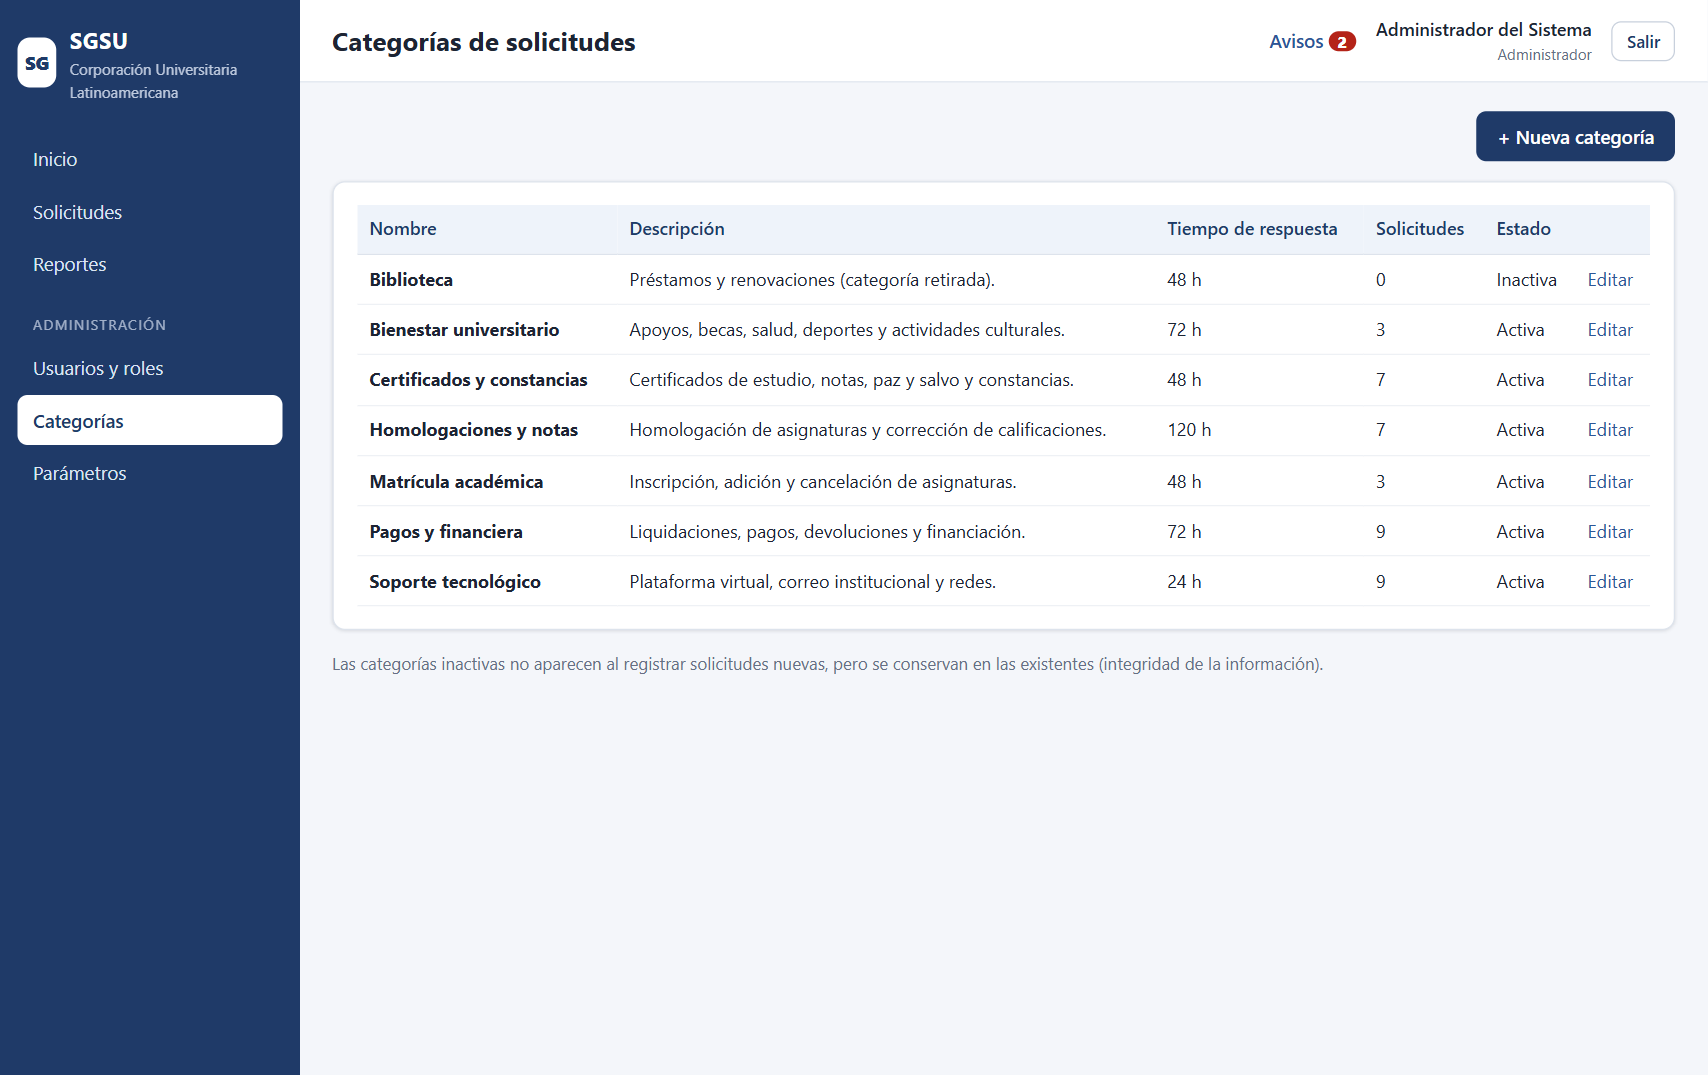 SG
SGSU
Corporación Universitaria
Latinoamericana
Inicio
Solicitudes
Reportes
ADMINISTRACIÓN
Usuarios y roles
Categorías
Parámetros
Categorías de solicitudes
Avisos 2
Administrador del Sistema
Administrador
Salir
+ Nueva categoría
Nombre Descripción Tiempo de respuesta Solicitudes Estado
Biblioteca Préstamos y renovaciones (categoría retirada). 48 h 0 Inactiva Editar
Bienestar universitario Apoyos, becas, salud, deportes y actividades culturales. 72 h 3 Activa Editar
Certificados y constancias Certificados de estudio, notas, paz y salvo y constancias. 48 h 7 Activa Editar
Homologaciones y notas Homologación de asignaturas y corrección de calificaciones. 120 h 7 Activa Editar
Matrícula académica Inscripción, adición y cancelación de asignaturas. 48 h 3 Activa Editar
Pagos y financiera Liquidaciones, pagos, devoluciones y financiación. 72 h 9 Activa Editar
Soporte tecnológico Plataforma virtual, correo institucional y redes. 24 h 9 Activa Editar
Las categorías inactivas no aparecen al registrar solicitudes nuevas, pero se conservan en las existentes (integridad de la información).